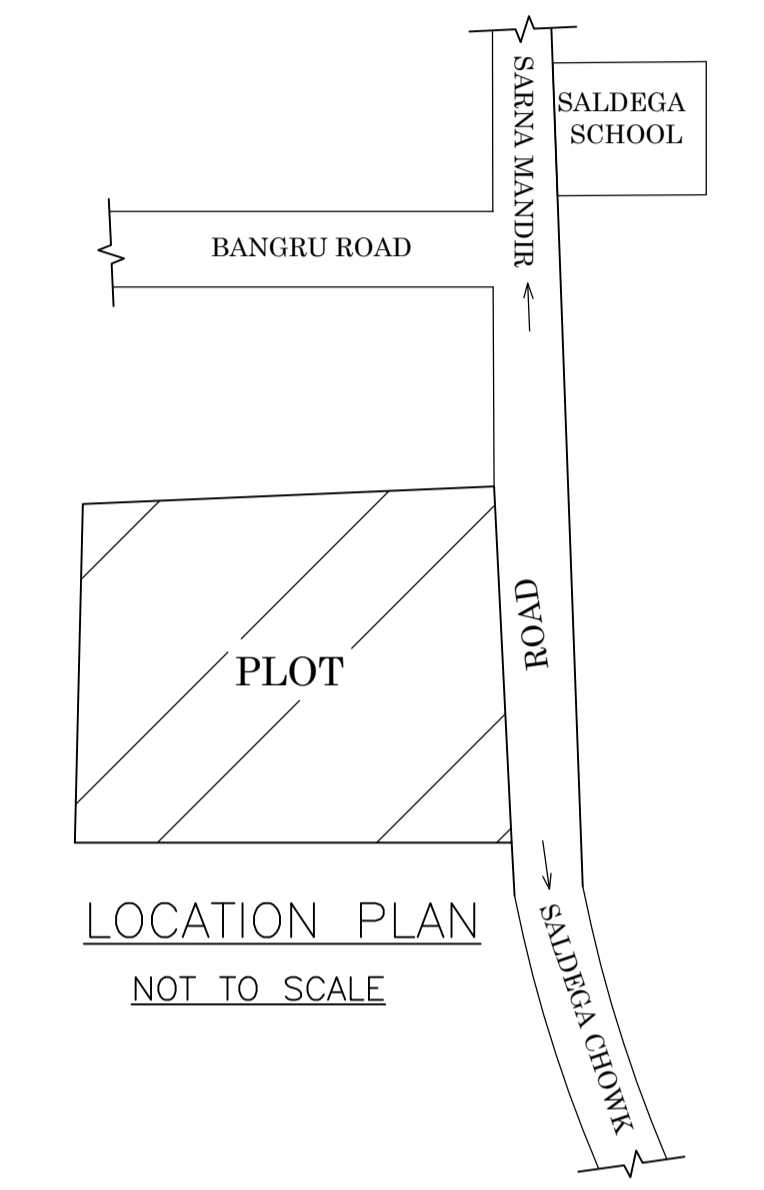 SARNA MANDIR
SALDEGA
SCHOOL
BANGRU ROAD
ROAD
PLOT
LOCATION PLAN
NOT TO SCALE
SALDEGA CHOWK